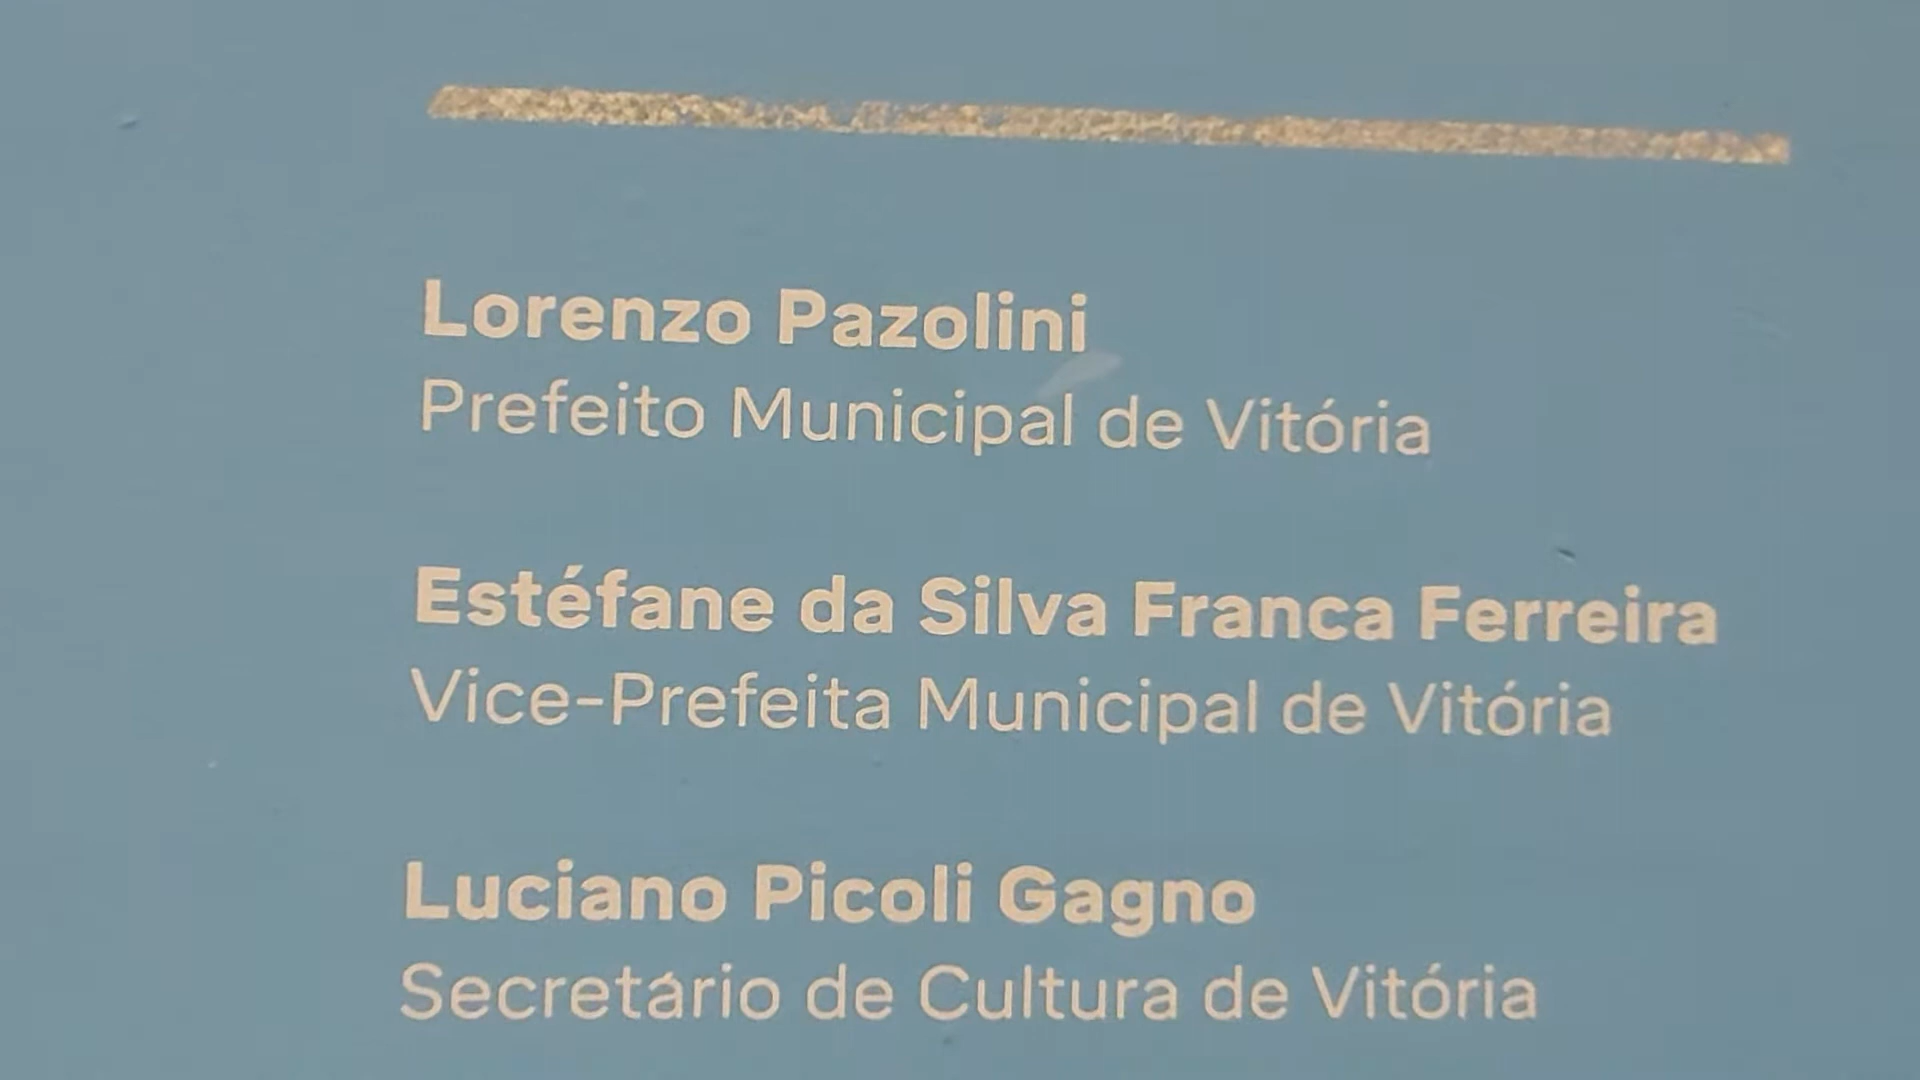 Lorenzo Pazolini
Prefeito Municipal de Vitória
Estéfane da Silva Franca Ferreira
Vice-Prefeita Municipal de Vitória
Luciano Picoli Gagno
Secretário de Cultura de Vitória